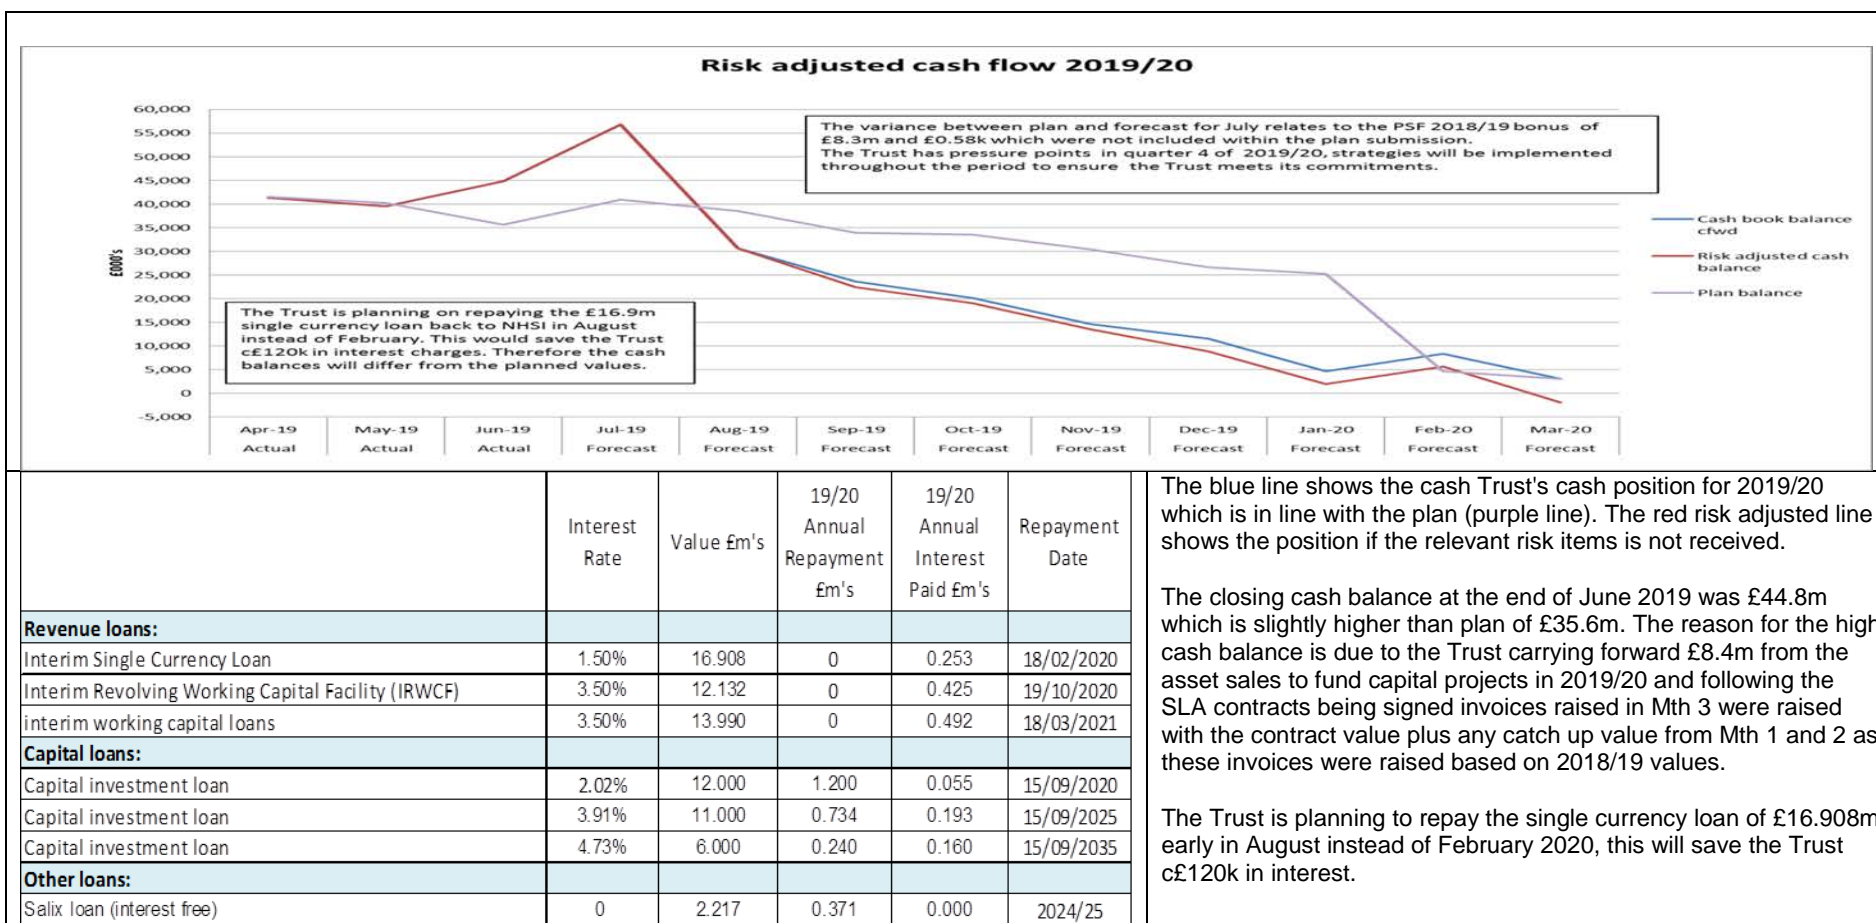 Risk adjusted cash flow 2019/20
60,000
55,000
50,000
45,000
40,000
35,000
30,000
25,000
20,000
15,000
10,000
5,000
0
-5,000
£000's
The variance between plan and forecast for July relates to the PSF 2018/19 bonus of
£8.3m and £0.58k which were not included within the plan submission.
The Trust has pressure points in quarter 4 of 2019/20, strategies will be implemented
throughout the period to ensure the Trust meets its commitments.
The Trust is planning on repaying the £16.9m
single currency loan back to NHSI in August
instead of February. This would save the Trust
c£120k in interest charges. Therefore the cash
balances will differ from the planned values.
Cash book balance
cfwd
Risk adjusted cash
balance
Plan balance
Apr-19 May-19 Jun-19 Jul-19 Aug-19 Sep-19 Oct-19 Nov-19 Dec-19 Jan-20 Feb-20 Mar-20
Actual Actual Actual Forecast Forecast Forecast Forecast Forecast Forecast Forecast Forecast Forecast
Interest
Rate
Value £m's
19/20
Annual
Repayment
£m's
19/20
Annual
Interest
Paid £m's
Repayment
Date
Revenue loans:
Interim Single Currency Loan 1.50% 16.908 0 0.253 18/02/2020
Interim Revolving Working Capital Facility (IRWCF) 3.50% 12.132 0 0.425 19/10/2020
interim working capital loans 3.50% 13.990 0 0.492 18/03/2021
Capital loans:
Capital investment loan 2.02% 12.000 1.200 0.055 15/09/2020
Capital investment loan 3.91% 11.000 0.734 0.193 15/09/2025
Capital investment loan 4.73% 6.000 0.240 0.160 15/09/2035
Other loans:
Salix loan (interest free) 0 2.217 0.371 0.000 2024/25
The blue line shows the cash Trust's cash position for 2019/20
which is in line with the plan (purple line). The red risk adjusted line
shows the position if the relevant risk items is not received.
The closing cash balance at the end of June 2019 was £44.8m
which is slightly higher than plan of £35.6m. The reason for the high
cash balance is due to the Trust carrying forward £8.4m from the
asset sales to fund capital projects in 2019/20 and following the
SLA contracts being signed invoices raised in Mth 3 were raised
with the contract value plus any catch up value from Mth 1 and 2 as
these invoices were raised based on 2018/19 values.
The Trust is planning to repay the single currency loan of £16.908m
early in August instead of February 2020, this will save the Trust
c£120k in interest.